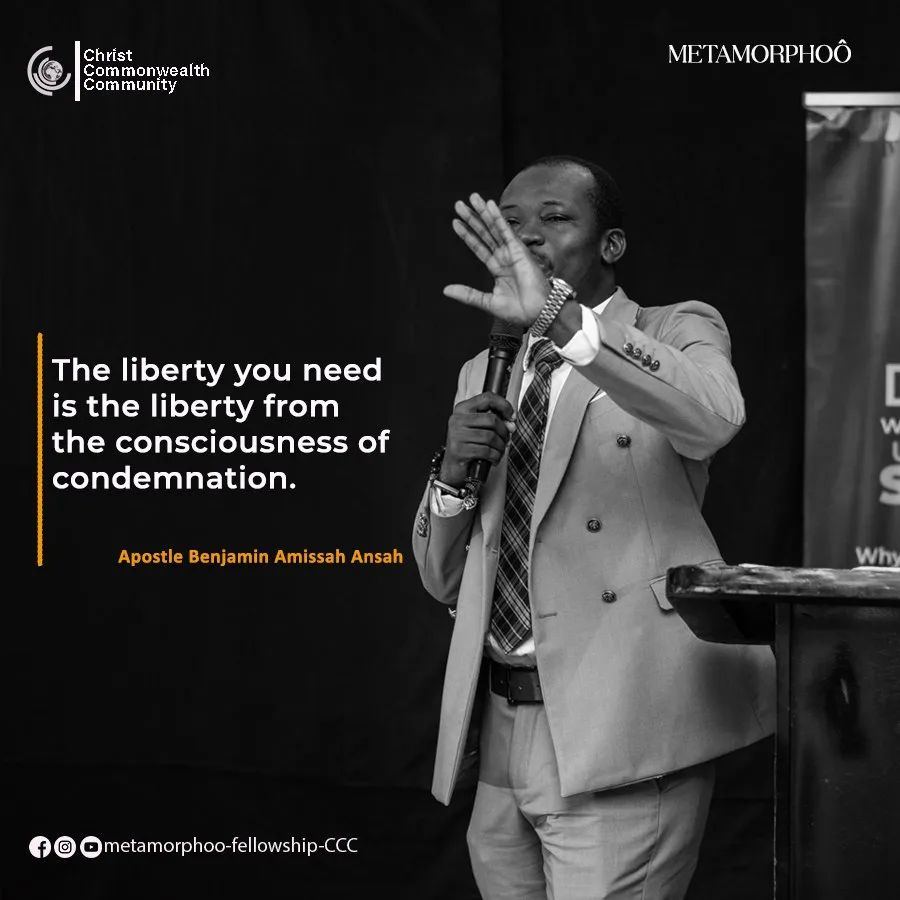 Christ
Commonwealth
Community
METAMORPHOÔ
The liberty you need
is the liberty from
the consciousness of
condemnation.
Apostle Benjamin Amissah Ansah
Why
metamorphoo-fellowship-CCC